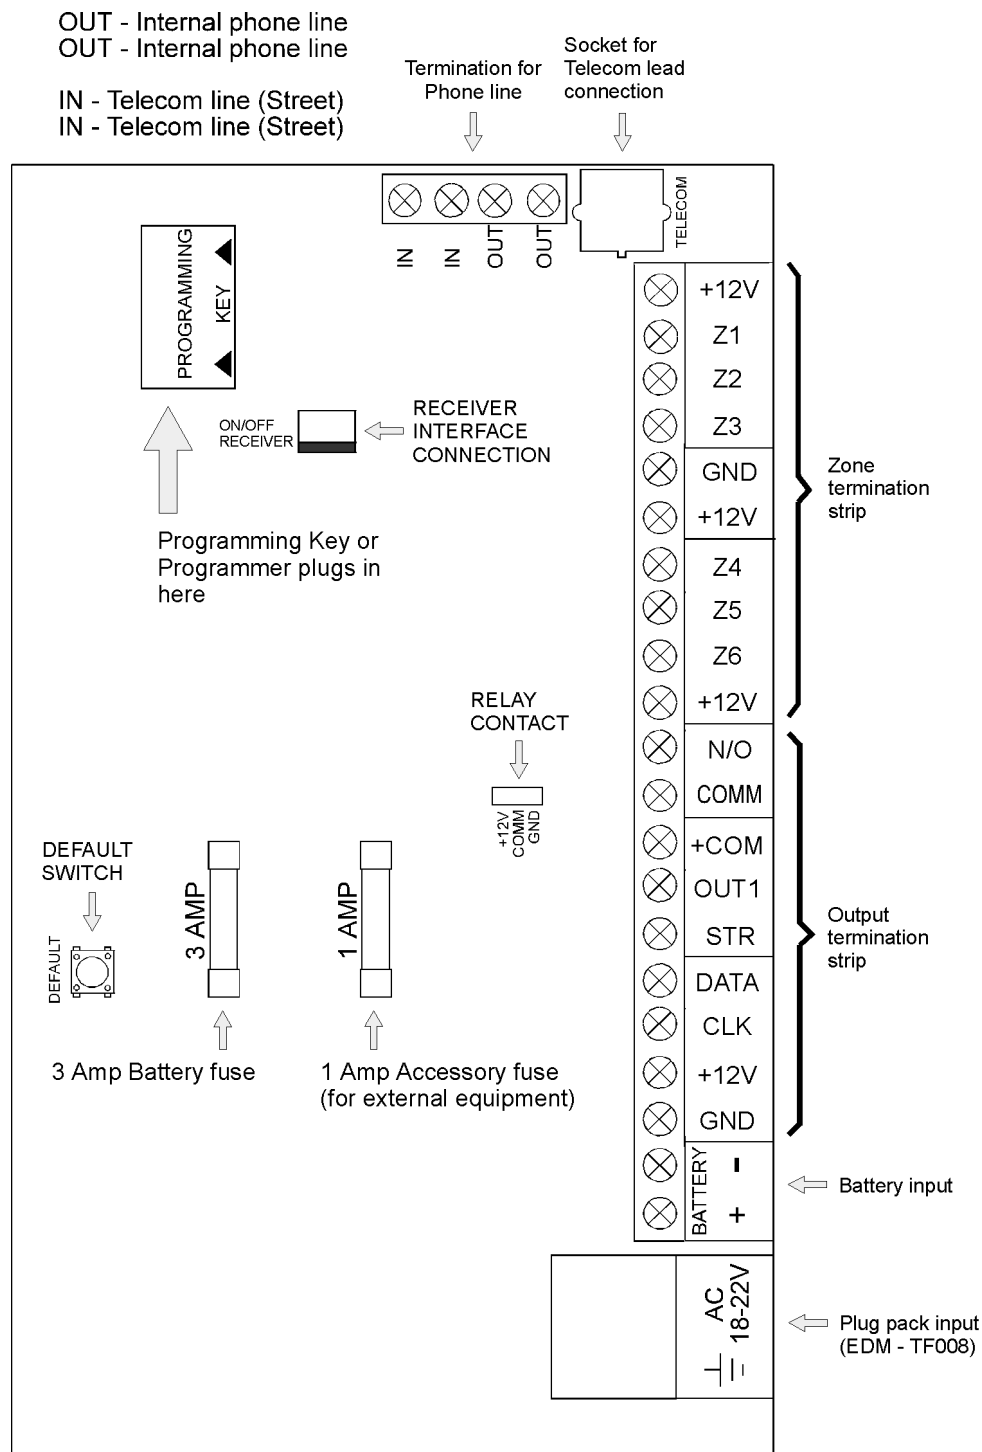 OUT - Internal phone line
OUT - Internal phone line
IN - Telecom line (Street)
IN - Telecom line (Street)
Termination for
Phone line
Socket for
Telecom lead
connection
IN
IN
OUT
OUT
TELECOM
PROGRAMMING
KEY
ON/OFF
RECEIVER
RECEIVER
INTERFACE
CONNECTION
Programming Key or
Programmer plugs in
here
+12V
Z1
Z2
Z3
GND
+12V
Z4
Z5
Z6
+12V
Zone
termination
strip
RELAY
CONTACT
+12V
COMM
GND
N/O
COMM
+COM
OUT1
STR
DATA
CLK
+12V
GND
Output
termination
strip
DEFAULT
SWITCH
DEFAULT
3 AMP
1 AMP
3 Amp Battery fuse
1 Amp Accessory fuse
(for external equipment)
BATTERY
-
+
Battery input
AC
18-22V
Plug pack input
(EDM - TF008)